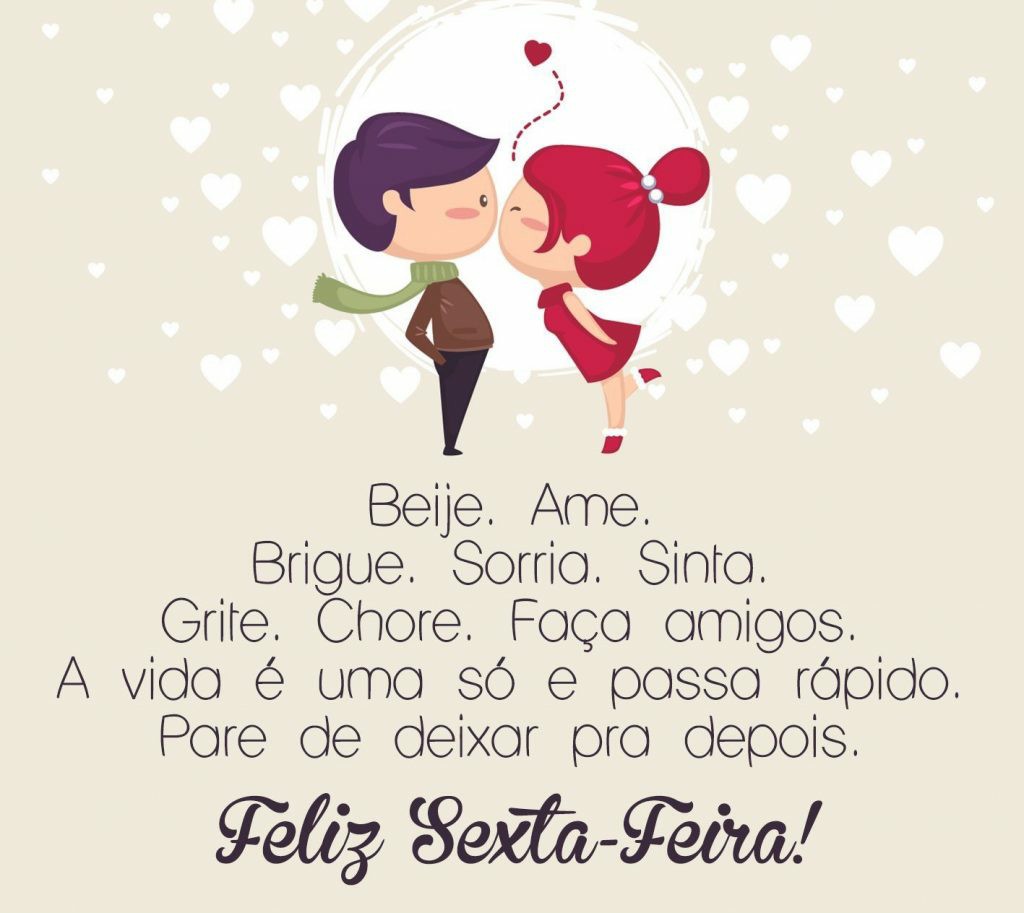 Beije. Ame.
Brigue. Sorria. Sinta.
Grite. Chore. Faça amigos.
A vida é uma só e passa rápido.
Pare de deixar pra depois.
Feliz Sexta-Feira!